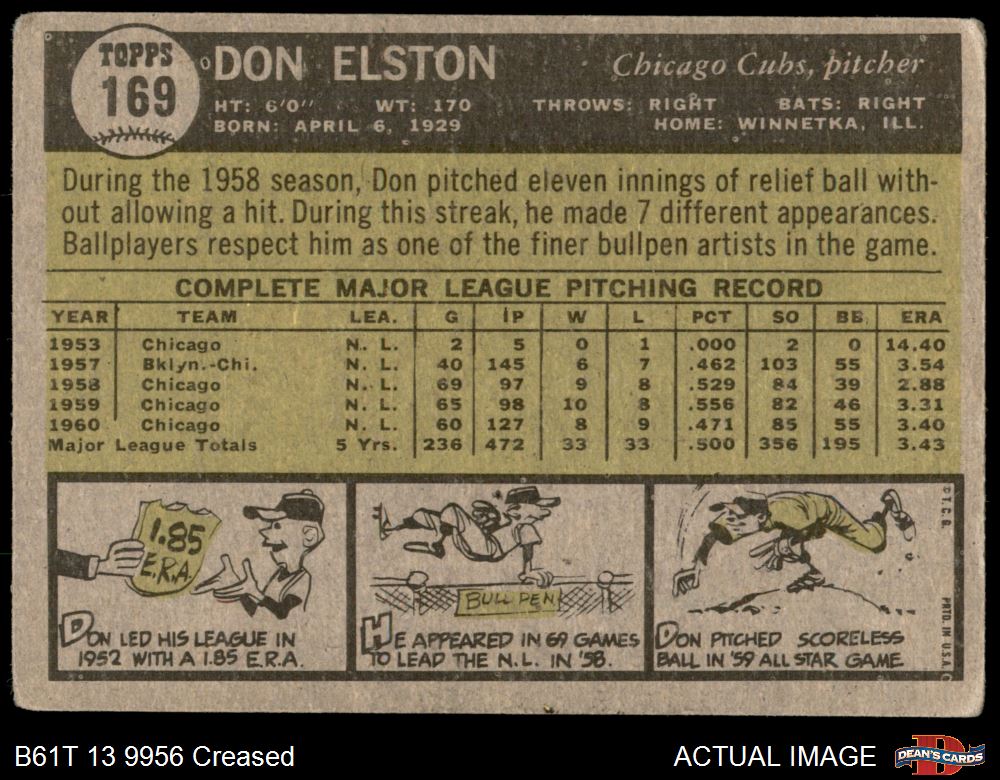 TOPPS
169
DON ELSTON
Chicago Cubs, pitcher
HT: 6'0" WT: 170 THROWS: RIGHT BATS: RIGHT
BORN: APRIL 6, 1929 HOME: WINNETKA, ILL.
During the 1958 season, Don pitched eleven innings of relief ball with-
out allowing a hit. During this streak, he made 7 different appearances.
Ballplayers respect him as one of the finer bullpen artists in the game.
COMPLETE MAJOR LEAGUE PITCHING RECORD
YEAR TEAM LEA. G IP W L PCT SO BB ERA
1953 Chicago N. L. 2 5 0 1 .000 2 0 14.40
1957 Bklyn.-Chi. N. L. 40 145 6 7 .462 103 55 3.54
1958 Chicago N. L. 69 97 9 8 .529 84 39 2.88
1959 Chicago N. L. 65 98 10 8 .556 82 46 3.31
1960 Chicago N. L. 60 127 8 9 .471 85 55 3.40
Major League Totals 5 Yrs. 236 472 33 33 .500 356 195 3.43
1.85
E.R.A.
DON LED HIS LEAGUE IN
1952 WITH A 1.85 E.R.A.
BULL PEN
HE APPEARED IN 69 GAMES
TO LEAD THE N.L. IN '58.
DON PITCHED SCORELESS
BALL IN '59 ALL STAR GAME.
© T.C.G.
PRTD. IN U.S.A.
B61T 13 9956 Creased
ACTUAL IMAGE
DEAN'S CARDS